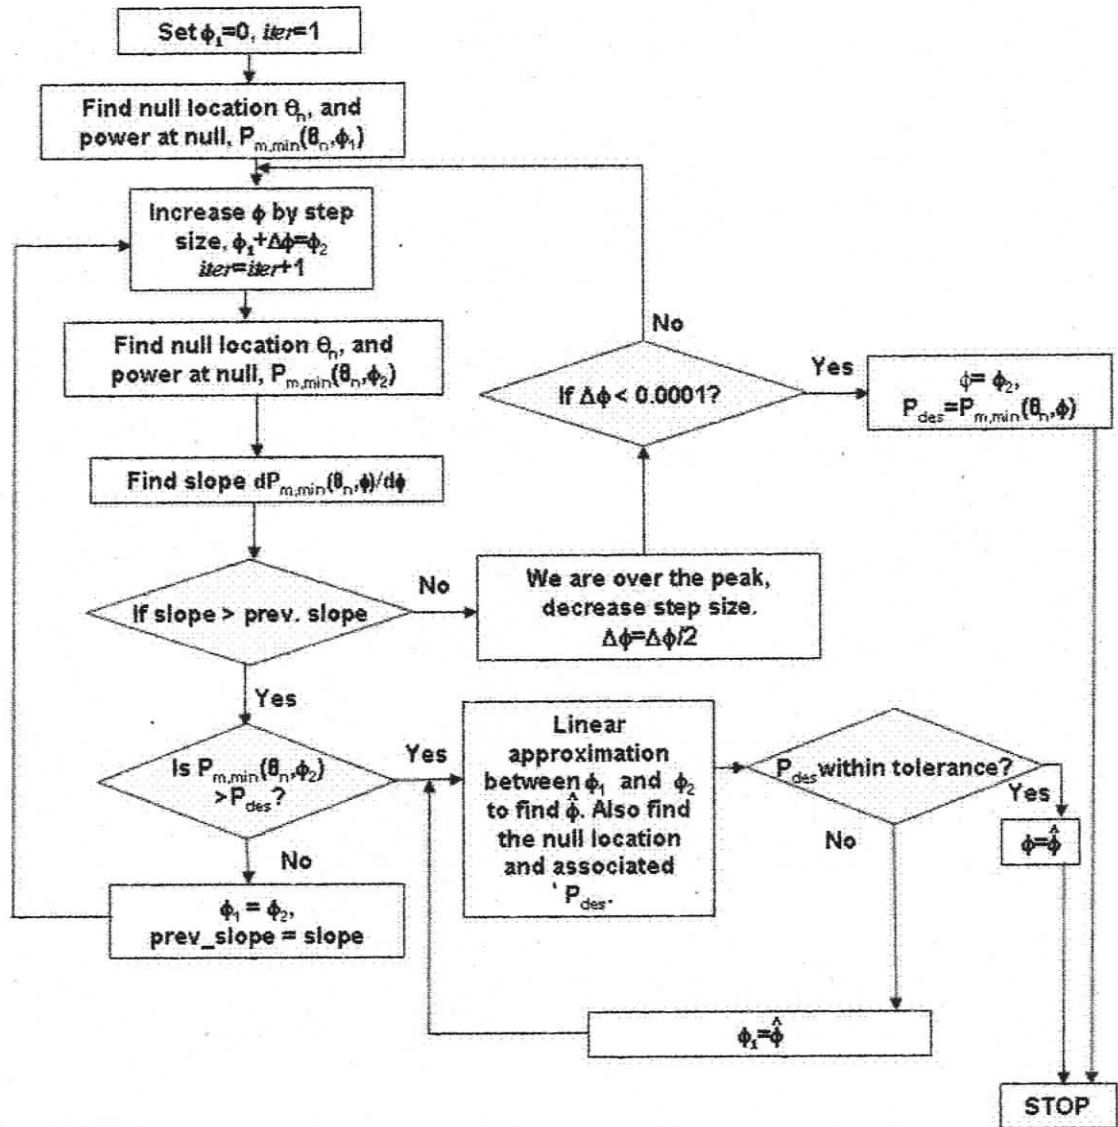 Set ϕ₁=0, iter=1
Find null location θₙ, and
power at null, Pₘ,ₘᵢₙ(θₙ,ϕ₁)
Increase ϕ by step
size, ϕ₁+Δϕ=ϕ₂
iter=iter+1
Find null location θₙ, and
power at null, Pₘ,ₘᵢₙ(θₙ,ϕ₂)
Find slope dPₘ,ₘᵢₙ(θₙ,ϕ)/dϕ
If slope > prev. slope
No
We are over the peak,
decrease step size.
Δϕ=Δϕ/2
If Δϕ < 0.0001?
No
Yes
ϕ= ϕ₂,
P_des=Pₘ,ₘᵢₙ(θₙ,ϕ)
Yes
Is Pₘ,ₘᵢₙ(θₙ,ϕ₂)
>P_des?
Yes
No
ϕ₁ = ϕ₂,
prev_slope = slope
Linear
approximation
between ϕ₁ and ϕ₂
to find ϕ̂. Also find
the null location
and associated
P_des.
P_des within tolerance?
Yes
No
ϕ=ϕ̂
ϕ₁=ϕ̂
STOP